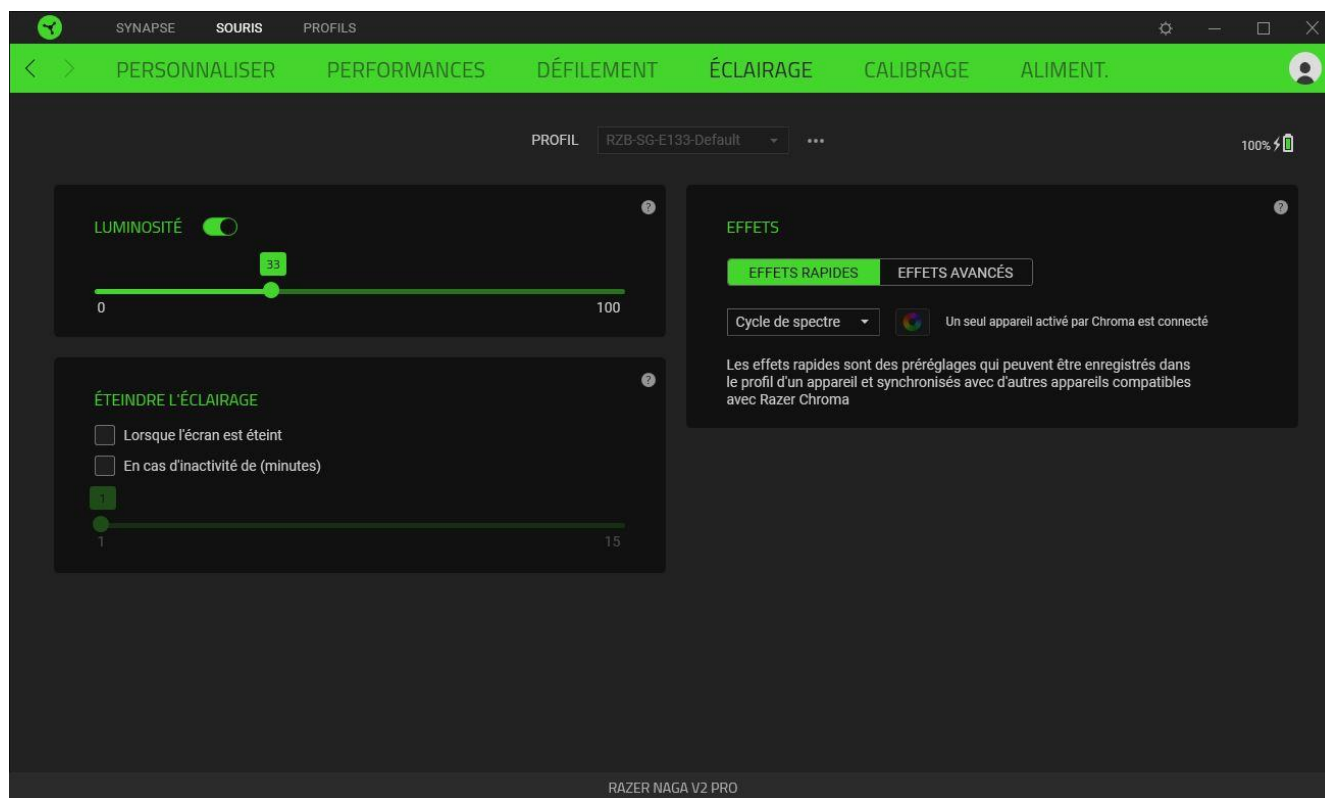 SYNAPSE SOURIS PROFILS
PERSONNALISER PERFORMANCES DÉFILEMENT ÉCLAIRAGE CALIBRAGE ALIMENT.
PROFIL RZB-SG-E133-Default
100%
LUMINOSITÉ
33
0 100
ÉTEINDRE L'ÉCLAIRAGE
Lorsque l'écran est éteint
En cas d'inactivité de (minutes)
1
1 15
EFFETS
EFFETS RAPIDES EFFETS AVANCÉS
Cycle de spectre Un seul appareil activé par Chroma est connecté
Les effets rapides sont des préréglages qui peuvent être enregistrés dans
le profil d'un appareil et synchronisés avec d'autres appareils compatibles
avec Razer Chroma
RAZER NAGA V2 PRO